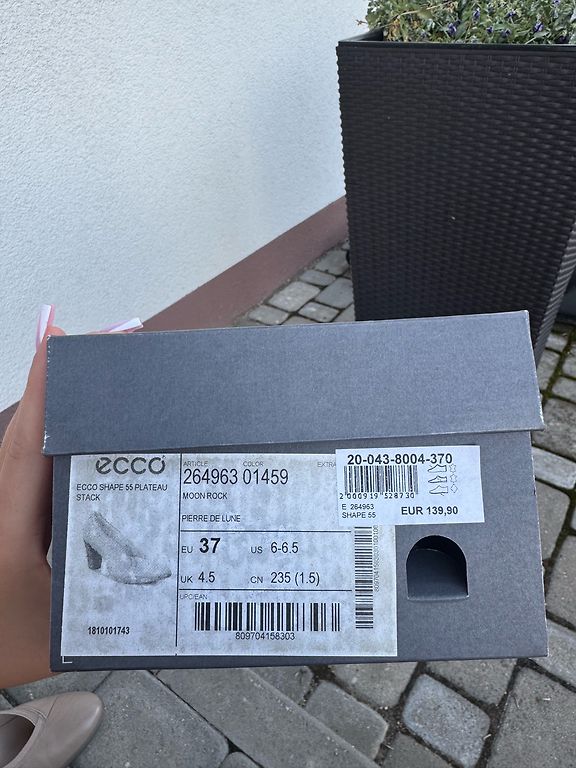 ecco
ECCO SHAPE 55 PLATEAU
STACK
1810101743
ARTICLE COLOR EXTRA
264963 01459
MOON ROCK
PIERRE DE LUNE
EU 37 US 6-6.5
UK 4.5 CN 235 (1.5)
UPC/EAN
809704158303
20-043-8004-370
2000919528730
E 264963
SHAPE 55 EUR 139,90